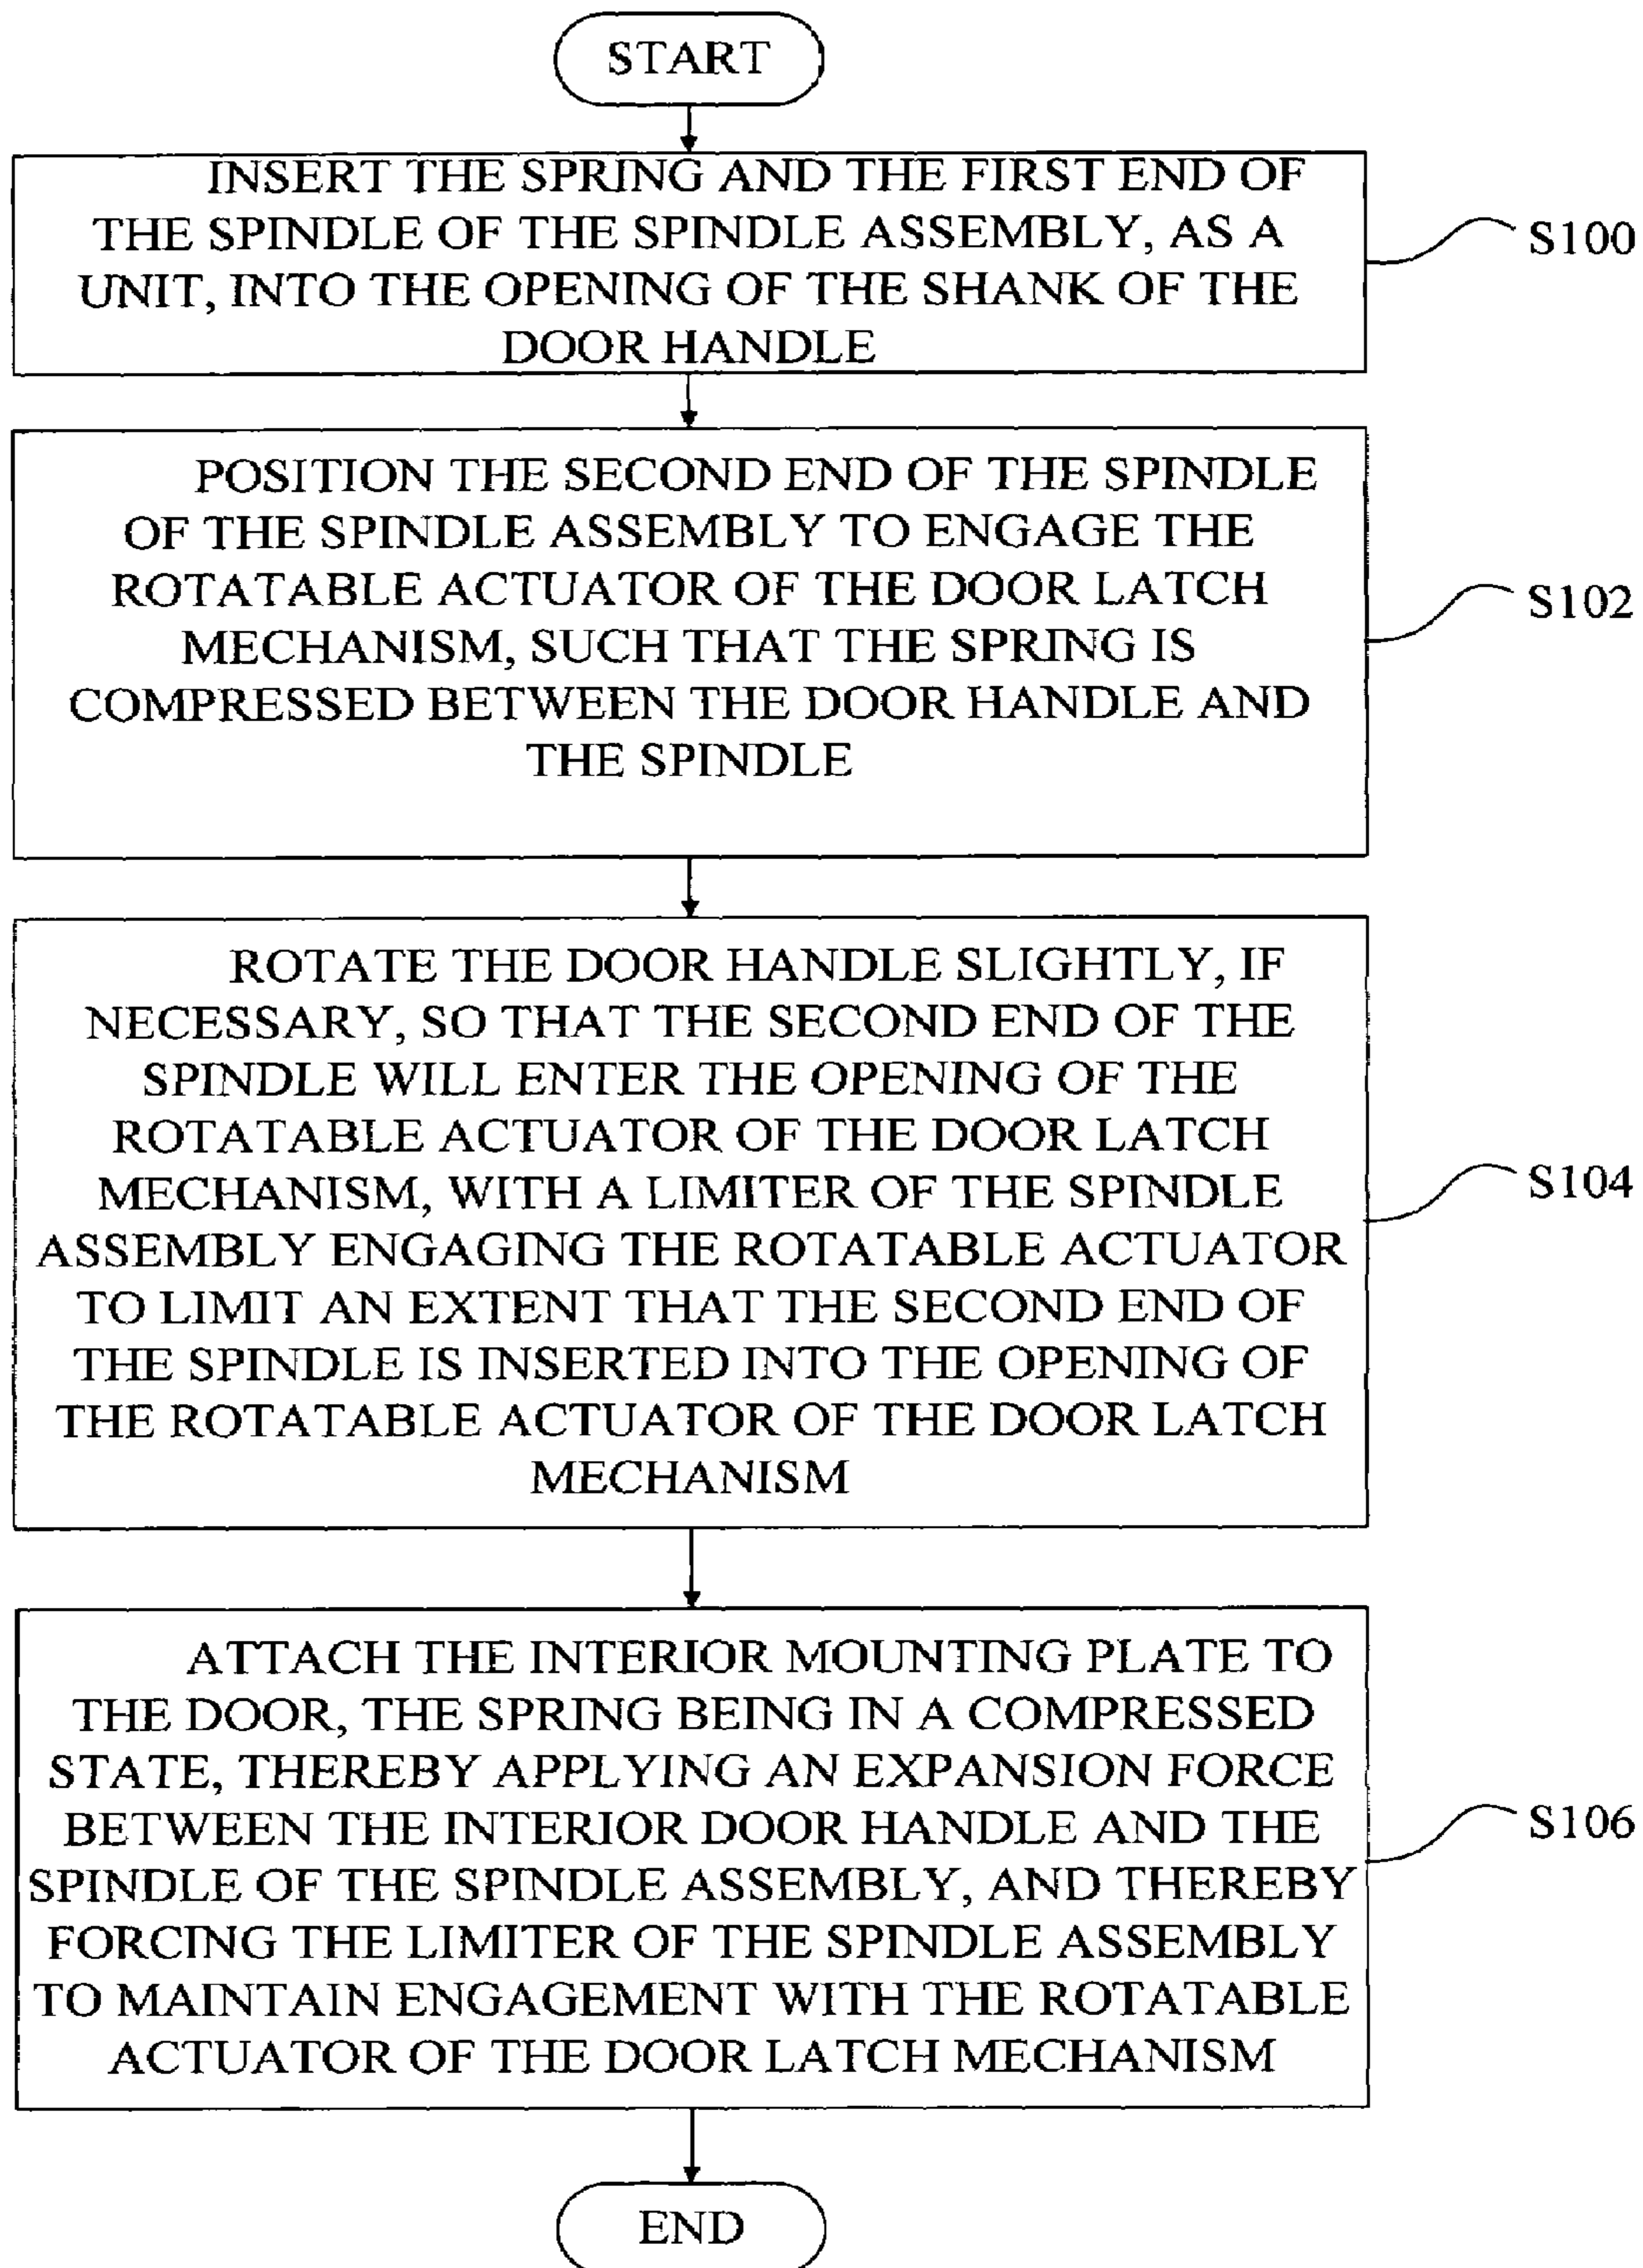 START
INSERT THE SPRING AND THE FIRST END OF
THE SPINDLE OF THE SPINDLE ASSEMBLY, AS A
UNIT, INTO THE OPENING OF THE SHANK OF THE
DOOR HANDLE
S100
POSITION THE SECOND END OF THE SPINDLE
OF THE SPINDLE ASSEMBLY TO ENGAGE THE
ROTATABLE ACTUATOR OF THE DOOR LATCH
MECHANISM, SUCH THAT THE SPRING IS
COMPRESSED BETWEEN THE DOOR HANDLE AND
THE SPINDLE
S102
ROTATE THE DOOR HANDLE SLIGHTLY, IF
NECESSARY, SO THAT THE SECOND END OF THE
SPINDLE WILL ENTER THE OPENING OF THE
ROTATABLE ACTUATOR OF THE DOOR LATCH
MECHANISM, WITH A LIMITER OF THE SPINDLE
ASSEMBLY ENGAGING THE ROTATABLE ACTUATOR
TO LIMIT AN EXTENT THAT THE SECOND END OF
THE SPINDLE IS INSERTED INTO THE OPENING OF
THE ROTATABLE ACTUATOR OF THE DOOR LATCH
MECHANISM
S104
ATTACH THE INTERIOR MOUNTING PLATE TO
THE DOOR, THE SPRING BEING IN A COMPRESSED
STATE, THEREBY APPLYING AN EXPANSION FORCE
BETWEEN THE INTERIOR DOOR HANDLE AND THE
SPINDLE OF THE SPINDLE ASSEMBLY, AND THEREBY
FORCING THE LIMITER OF THE SPINDLE ASSEMBLY
TO MAINTAIN ENGAGEMENT WITH THE ROTATABLE
ACTUATOR OF THE DOOR LATCH MECHANISM
S106
END